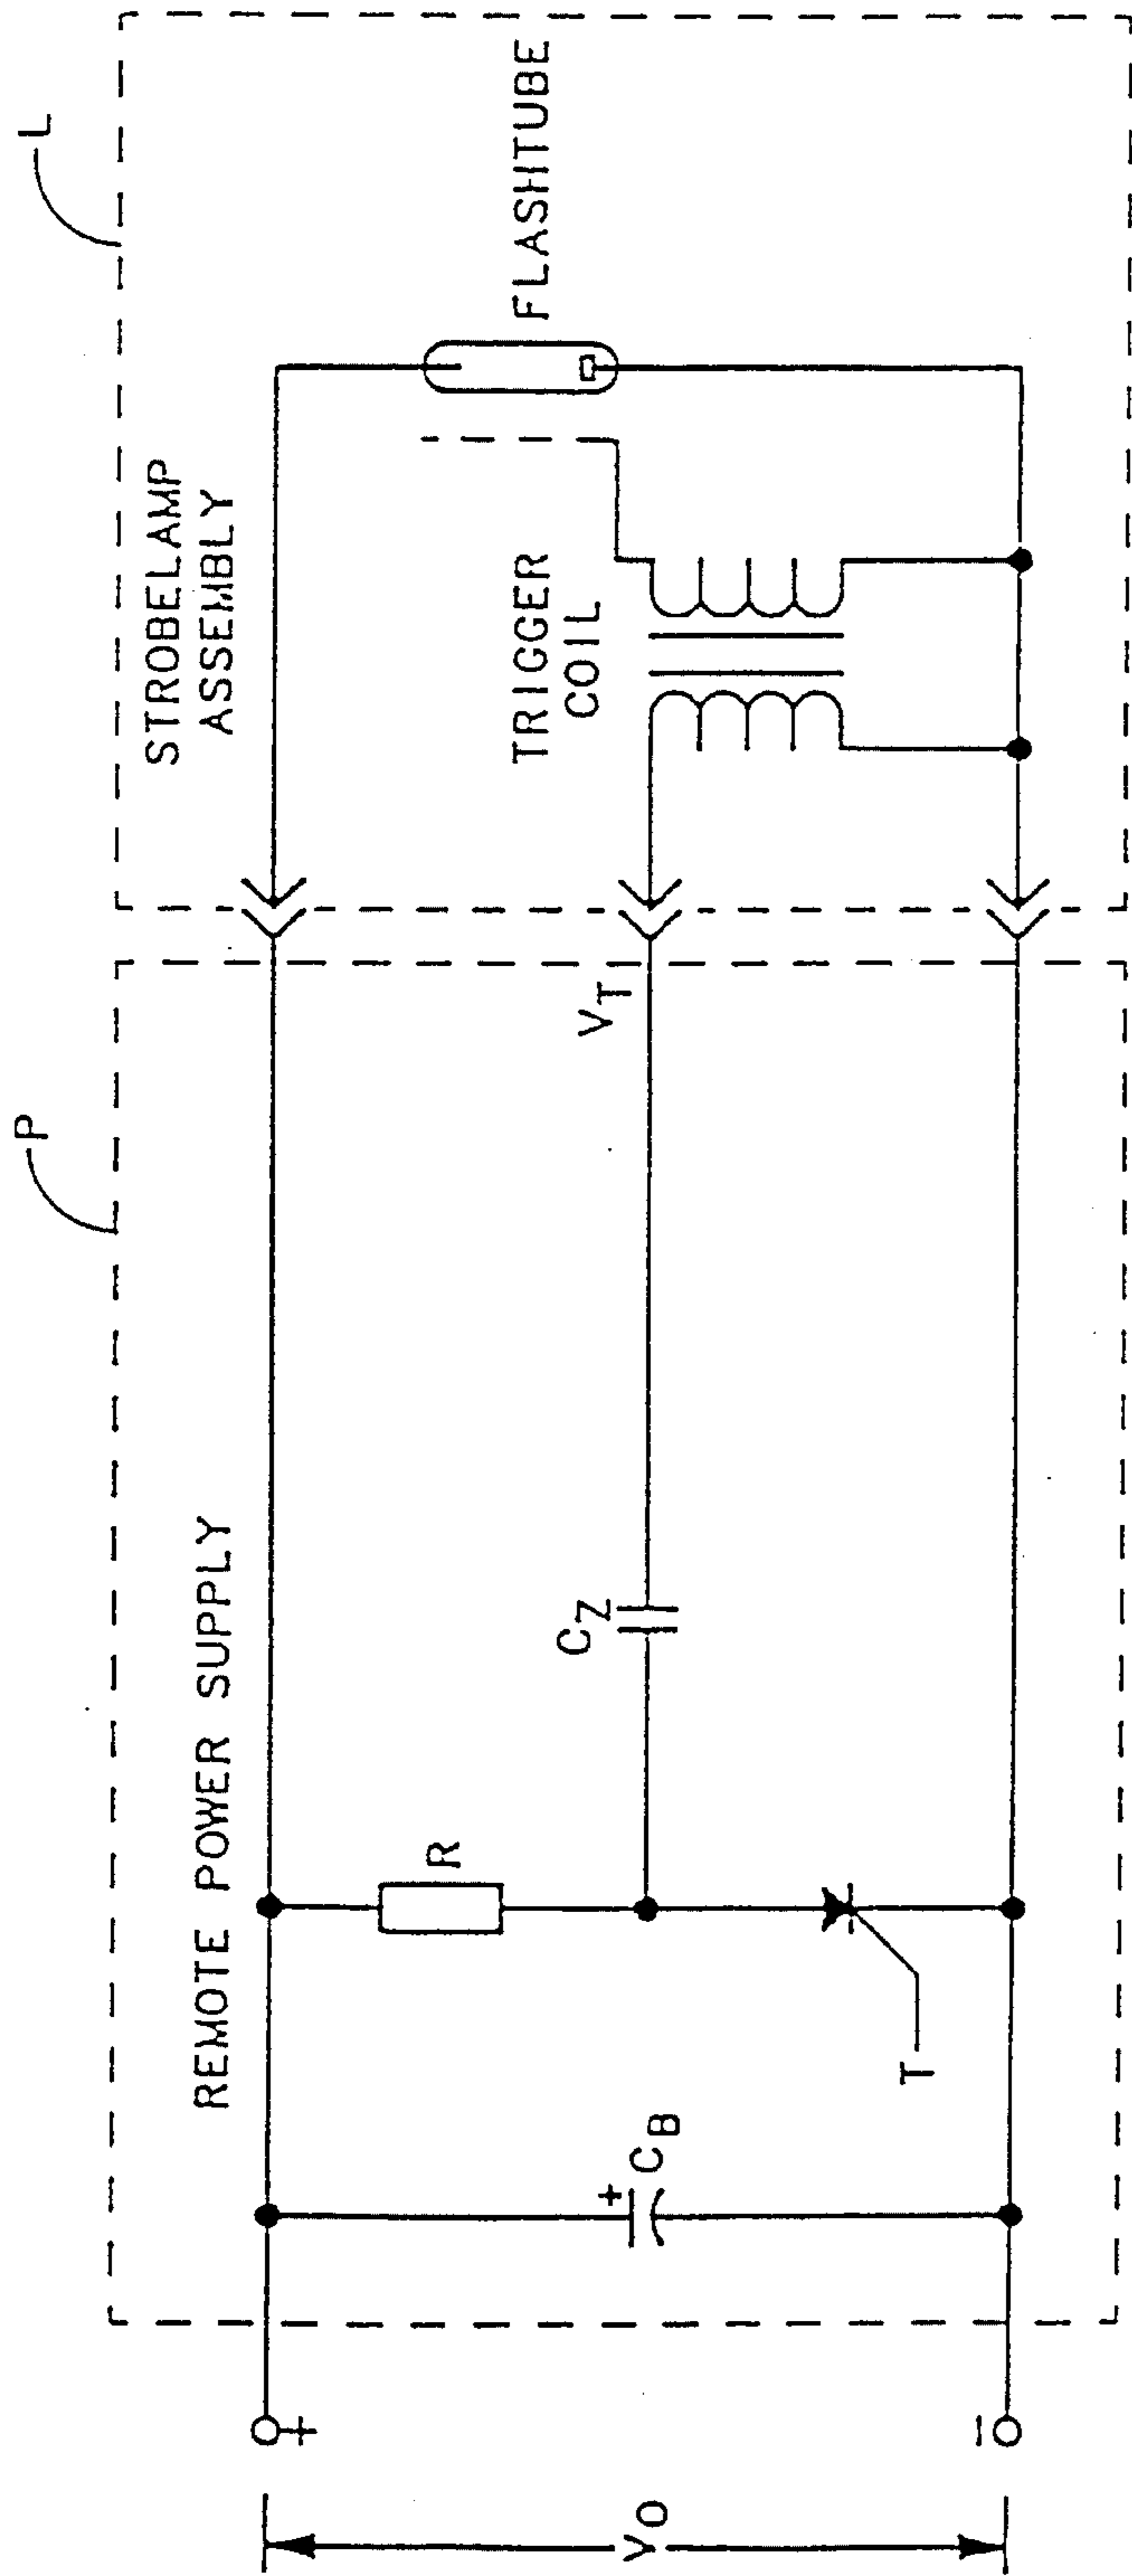 P
L
REMOTE POWER SUPPLY
STROBELAMP
ASSEMBLY
+
R
VO
+
CB
CZ
VT
TRIGGER
COIL
FLASHTUBE
T
-